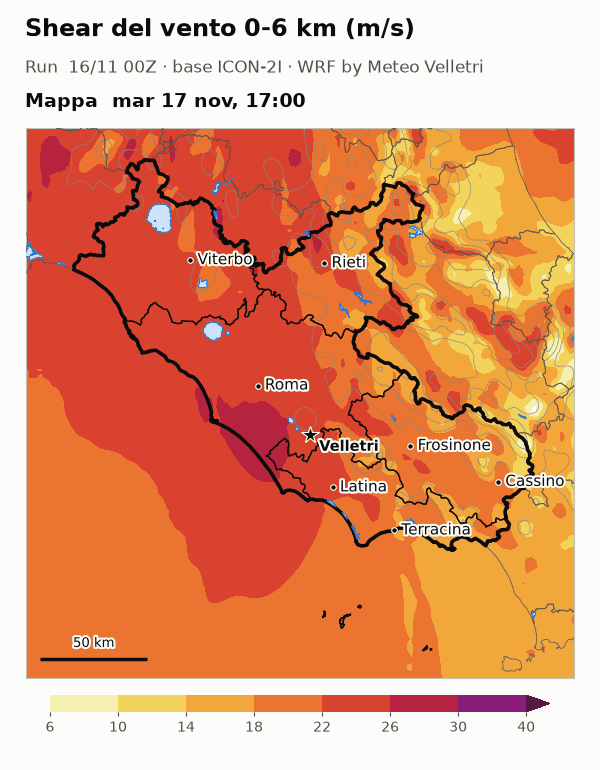 Shear del vento 0-6 km (m/s)
Run  16/11 00Z · base ICON-2I · WRF by Meteo Velletri
Mappa  mar 17 nov, 17:00
Viterbo
Rieti
Roma
Velletri
Frosinone
Cassino
Latina
Terracina
50 km
6 10 14 18 22 26 30 40